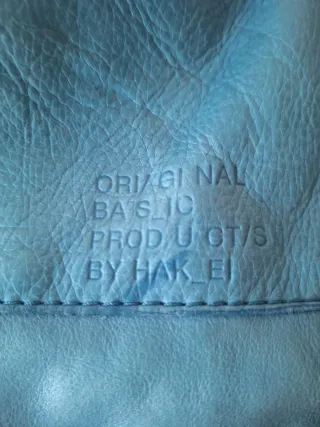 ORI/GI NAL
BA'S_IC
PROD U CT/S
BY HAK_EI